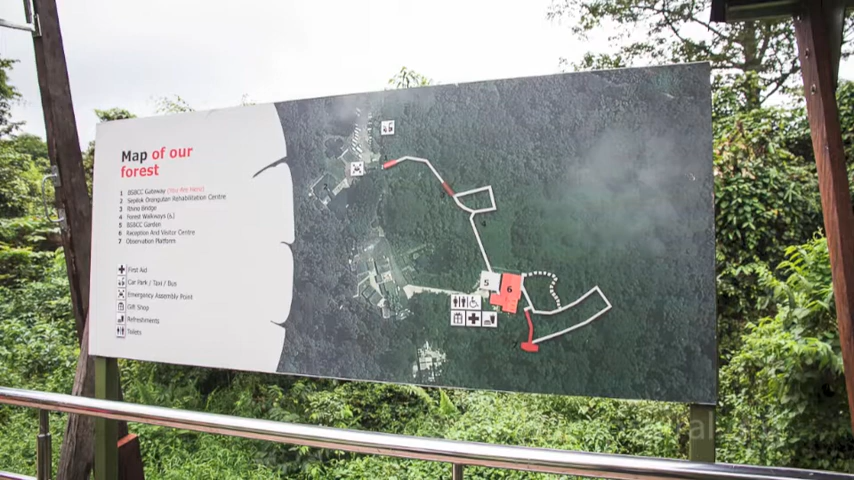 Map of our
forest
1 BSBCC Gateway (You Are Here)
2 Sepilok Orangutan Rehabilitation Centre
3 Rhino Bridge
4 Forest Walkways
5 BSBCC Garden
6 Reception And Visitor Centre
7 Observation Platform
First Aid
Car Park / Taxi / Bus
Emergency Assembly Point
Gift Shop
Refreshments
Toilets
5
6